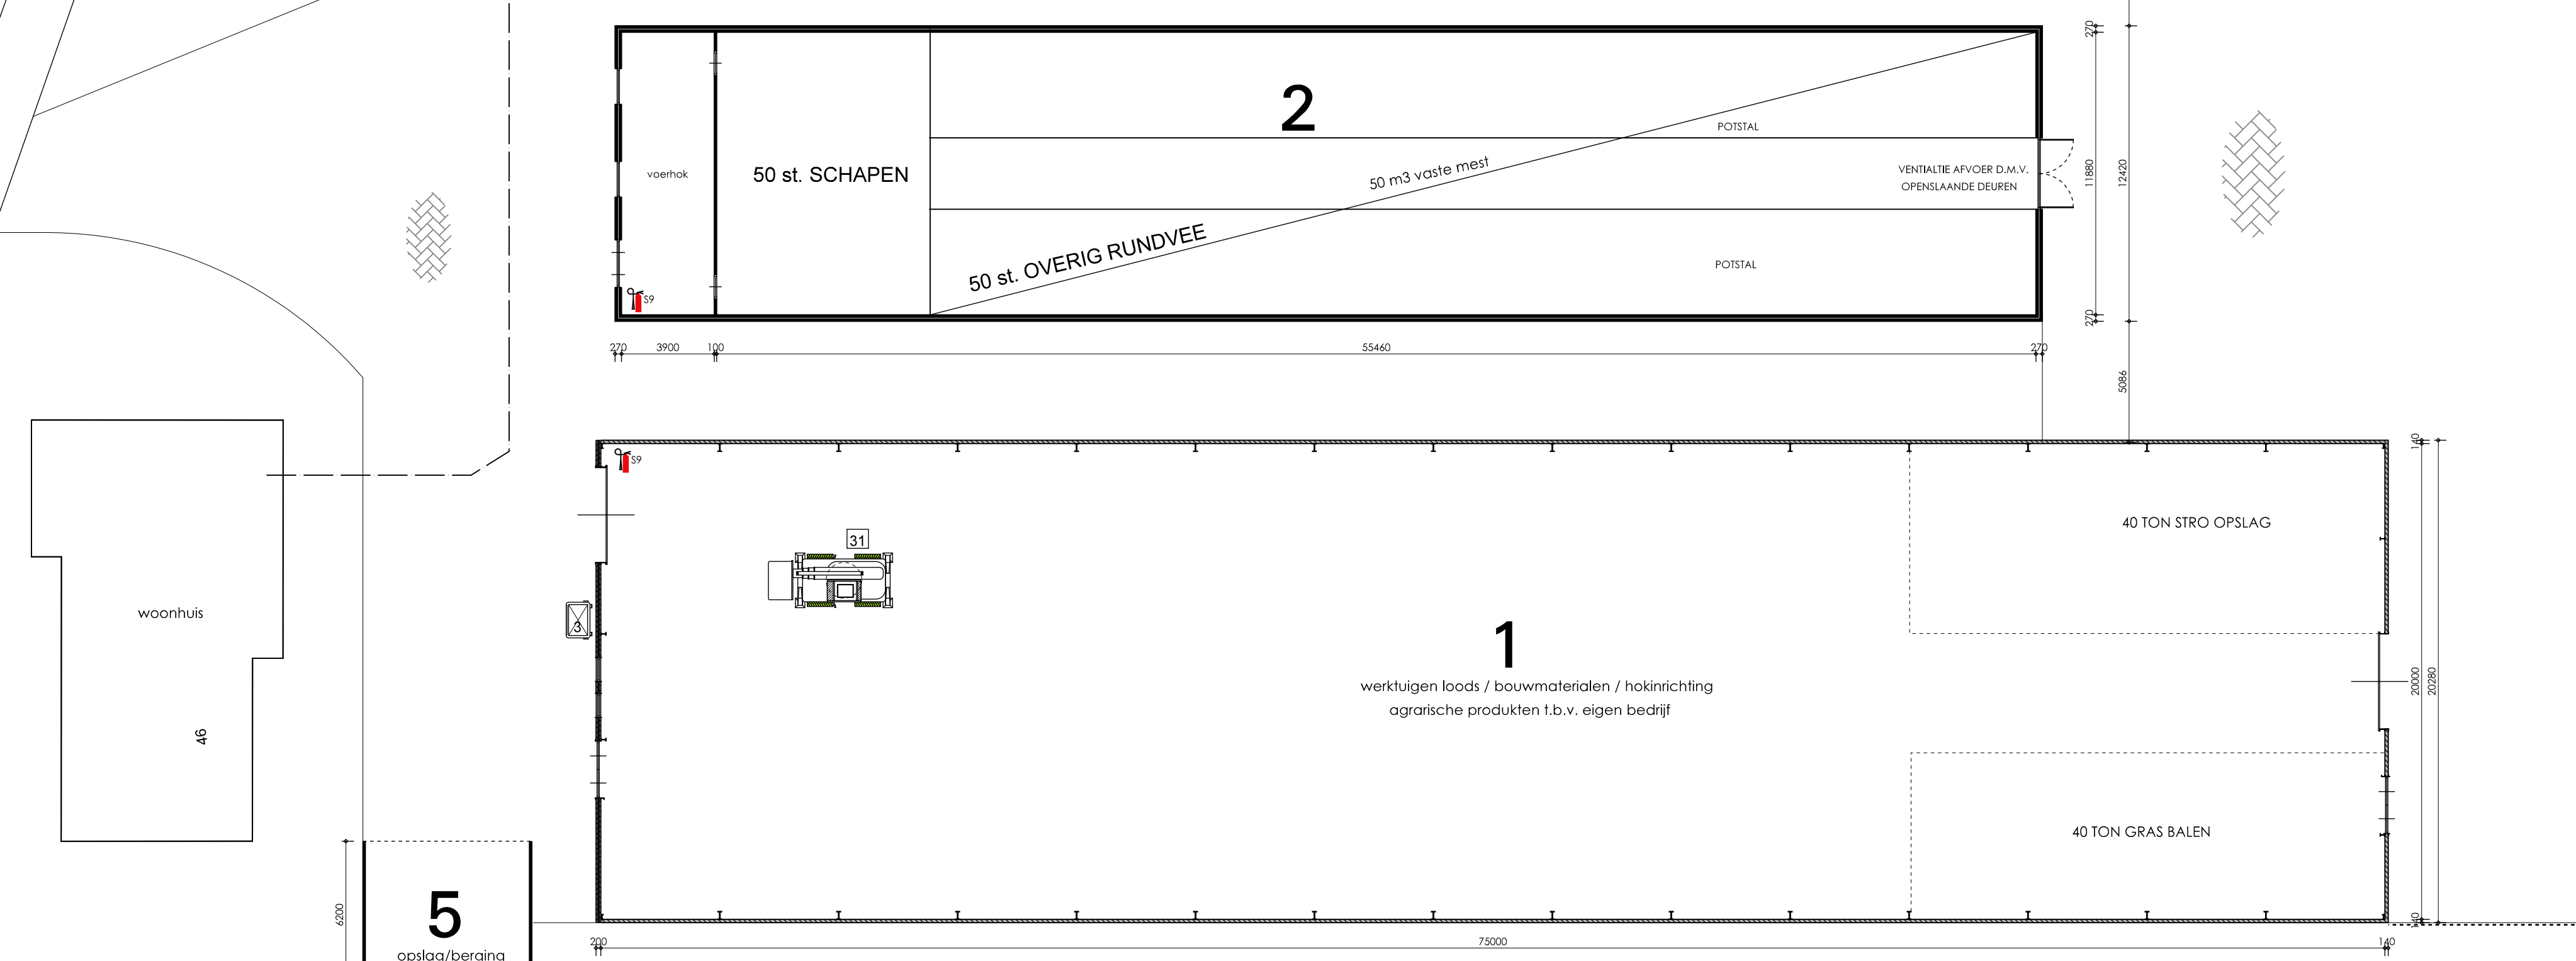 2
POTSTAL
voerhok
50 st. SCHAPEN
50 m3 vaste mest
VENTIALTIE AFVOER D.M.V.
OPENSLAANDE DEUREN
50 st. OVERIG RUNDVEE
POTSTAL
S9
270
11880
270
12420
5086
270
3900
100
55460
270
S9
31
3
40 TON STRO OPSLAG
1
werktuigen loods / bouwmaterialen / hokinrichting
agrarische produkten t.b.v. eigen bedrijf
40 TON GRAS BALEN
140
20000
20280
140
200
75000
140
woonhuis
46
6200
5
opslag/berging